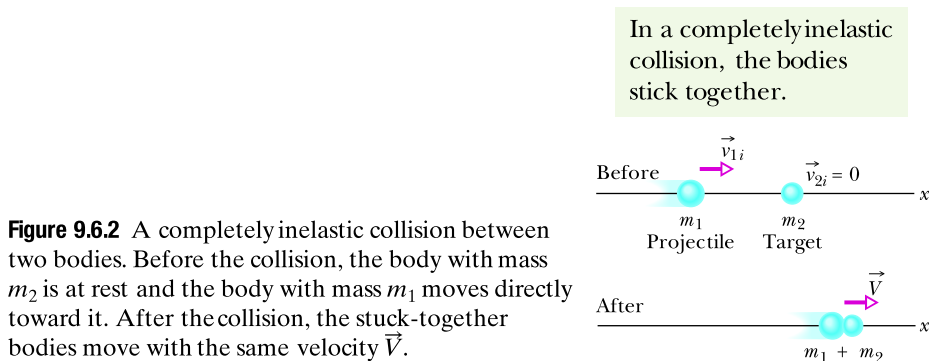 In a completely inelastic
collision, the bodies
stick together.
Before
v⃗1i
v⃗2i = 0
x
m1
m2
Projectile
Target
Figure 9.6.2 A completely inelastic collision between
two bodies. Before the collision, the body with mass
m2 is at rest and the body with mass m1 moves directly
toward it. After the collision, the stuck-together
bodies move with the same velocity V⃗.
After
V⃗
x
m1 + m2